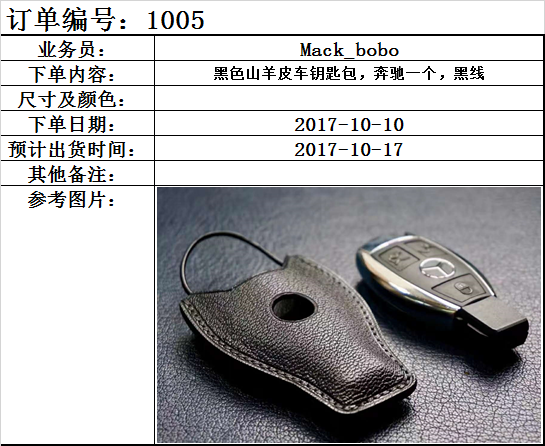 订单编号：1005
业务员： Mack_bobo
下单内容： 黑色山羊皮车钥匙包，奔驰一个，黑线
尺寸及颜色：
下单日期： 2017-10-10
预计出货时间： 2017-10-17
其他备注：
参考图片：